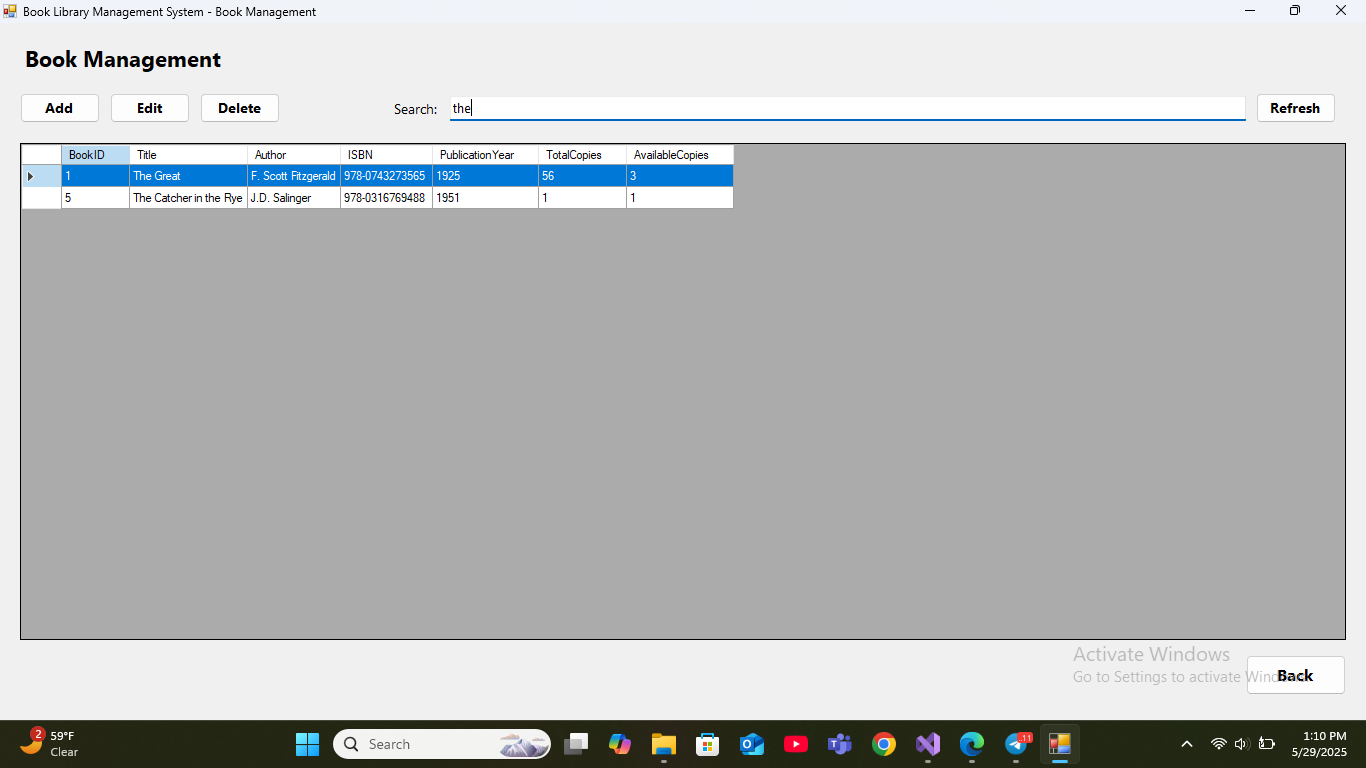 Book Library Management System - Book Management
Book Management
Add Edit Delete Search: the Refresh
BookID Title Author ISBN PublicationYear TotalCopies AvailableCopies
1 The Great F. Scott Fitzgerald 978-0743273565 1925 56 3
5 The Catcher in the Rye J.D. Salinger 978-0316769488 1951 1 1
Activate Windows
Go to Settings to activate
Back
2 59°F
Clear
Search
11
1:10 PM
5/29/2025